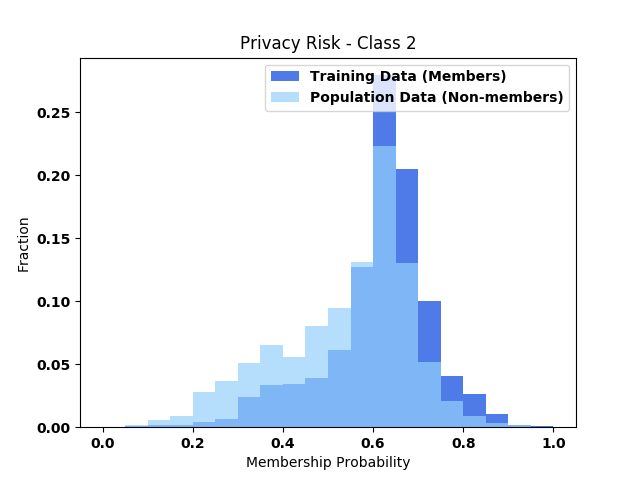 Privacy Risk - Class 2
Training Data (Members)
Population Data (Non-members)
0.25
0.20
0.15
0.10
0.05
0.00
Fraction
0.0 0.2 0.4 0.6 0.8 1.0
Membership Probability